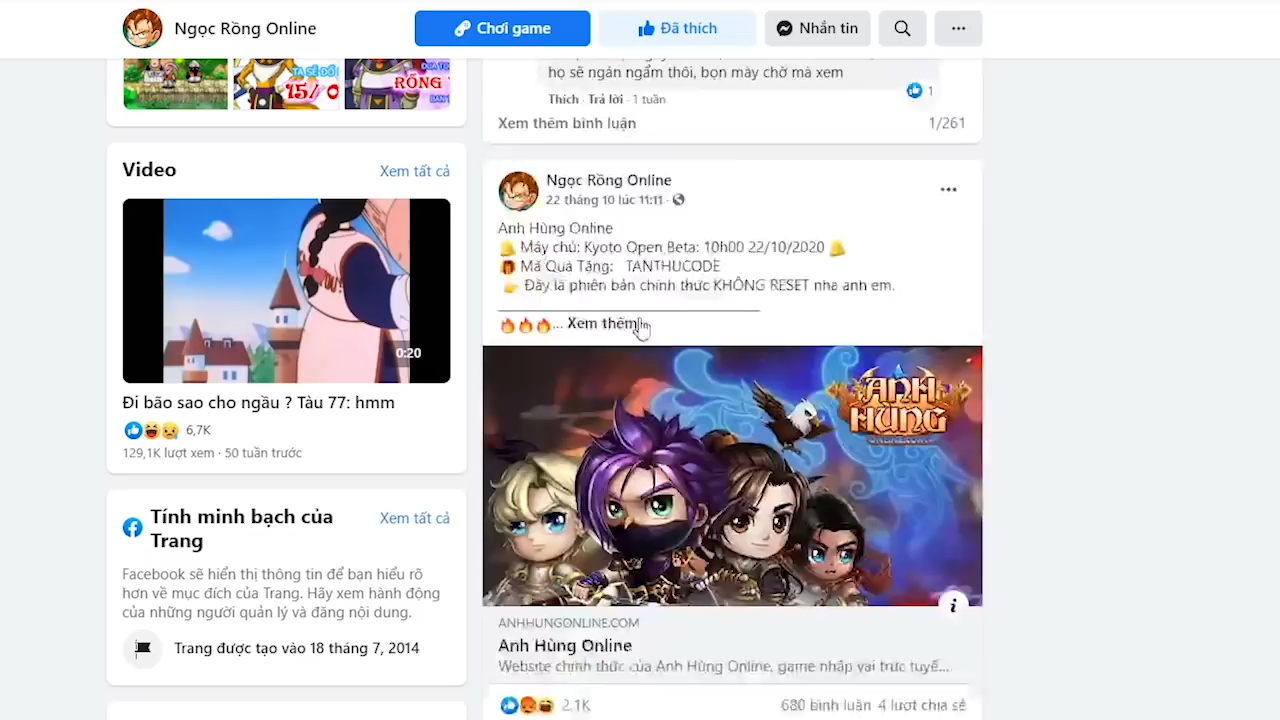 Ngọc Rồng Online
Chơi game
Đã thích
Nhắn tin
TA SẼ ĐỔI
15/
RỒNG
Video
Xem tất cả
0:20
Đi bão sao cho ngầu ? Tàu 77: hmm
6,7K
129,1K lượt xem · 50 tuần trước
Tính minh bạch của
Trang
Xem tất cả
Facebook sẽ hiển thị thông tin để bạn hiểu rõ
hơn về mục đích của Trang. Hãy xem hành động
của những người quản lý và đăng nội dung.
Trang được tạo vào 18 tháng 7, 2014
họ sẽ ngán ngẩm thôi, bọn mày chờ mà xem
1
Thích · Trả lời · 1 tuần
Xem thêm bình luận
1/261
Ngọc Rồng Online
22 tháng 10 lúc 11:11 ·
Anh Hùng Online
Máy chủ: Kyoto Open Beta: 10h00 22/10/2020
Mã Quà Tặng: TANTHUCODE
Đây là phiên bản chính thức KHÔNG RESET nha anh em.
... Xem thêm
ANH
HÙNG
ANHHUNGONLINE.COM
Anh Hùng Online
Website chính thức của Anh Hùng Online, game nhập vai trực tuyế...
2,1K
680 bình luận 4 lượt chia sẻ